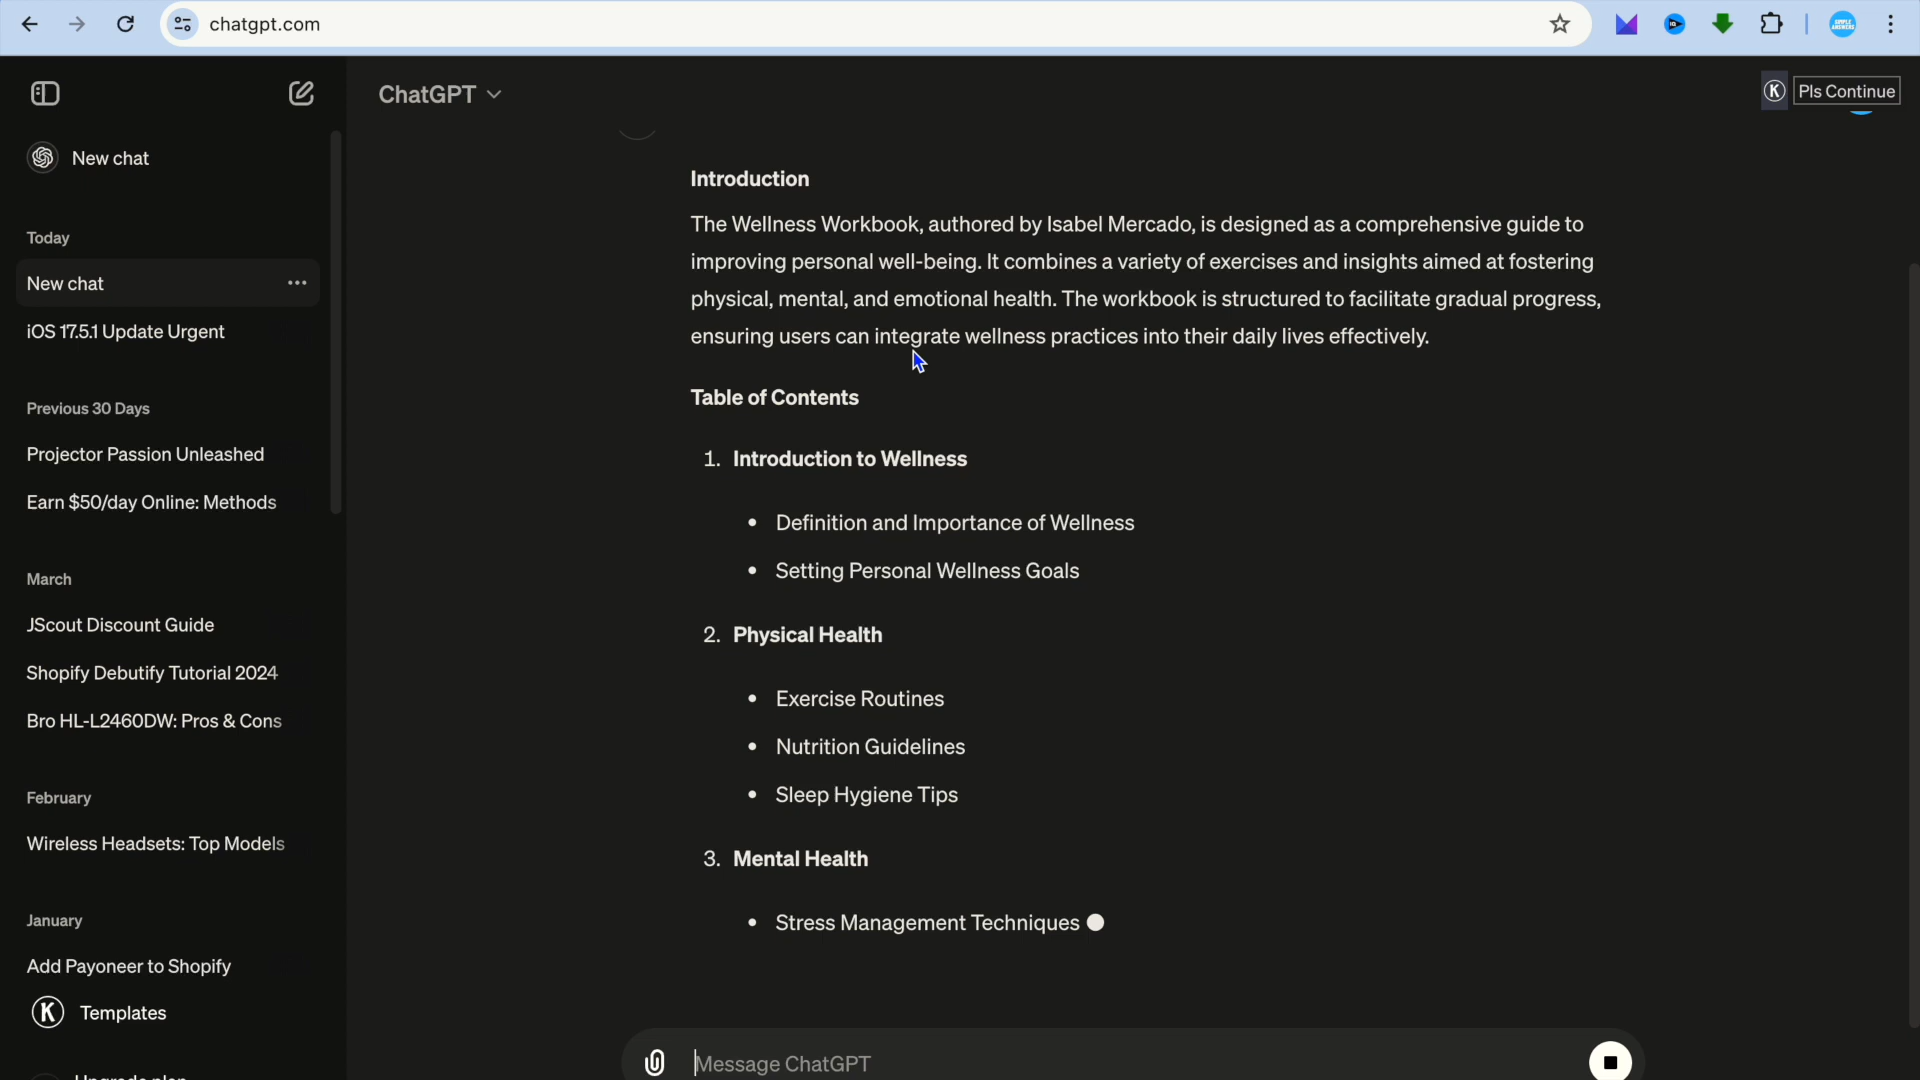 chatgpt.com
ChatGPT
K Pls Continue
New chat
Today
New chat
iOS 17.5.1 Update Urgent
Previous 30 Days
Projector Passion Unleashed
Earn $50/day Online: Methods
March
JScout Discount Guide
Shopify Debutify Tutorial 2024
Bro HL-L2460DW: Pros & Cons
February
Wireless Headsets: Top Models
January
Add Payoneer to Shopify
K Templates
Upgrade plan
Introduction
The Wellness Workbook, authored by Isabel Mercado, is designed as a comprehensive guide to
improving personal well-being. It combines a variety of exercises and insights aimed at fostering
physical, mental, and emotional health. The workbook is structured to facilitate gradual progress,
ensuring users can integrate wellness practices into their daily lives effectively.
Table of Contents
1. Introduction to Wellness
• Definition and Importance of Wellness
• Setting Personal Wellness Goals
2. Physical Health
• Exercise Routines
• Nutrition Guidelines
• Sleep Hygiene Tips
3. Mental Health
• Stress Management Techniques
Message ChatGPT